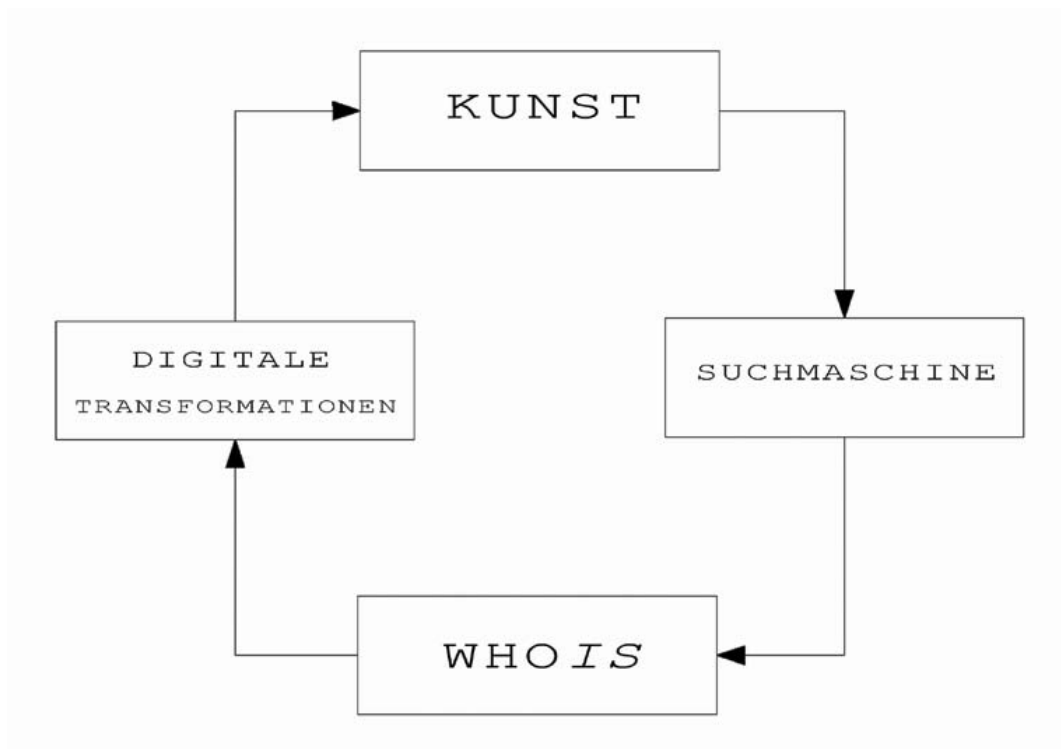 KUNST
DIGITALE
TRANSFORMATIONEN
SUCHMASCHINE
WHOIS